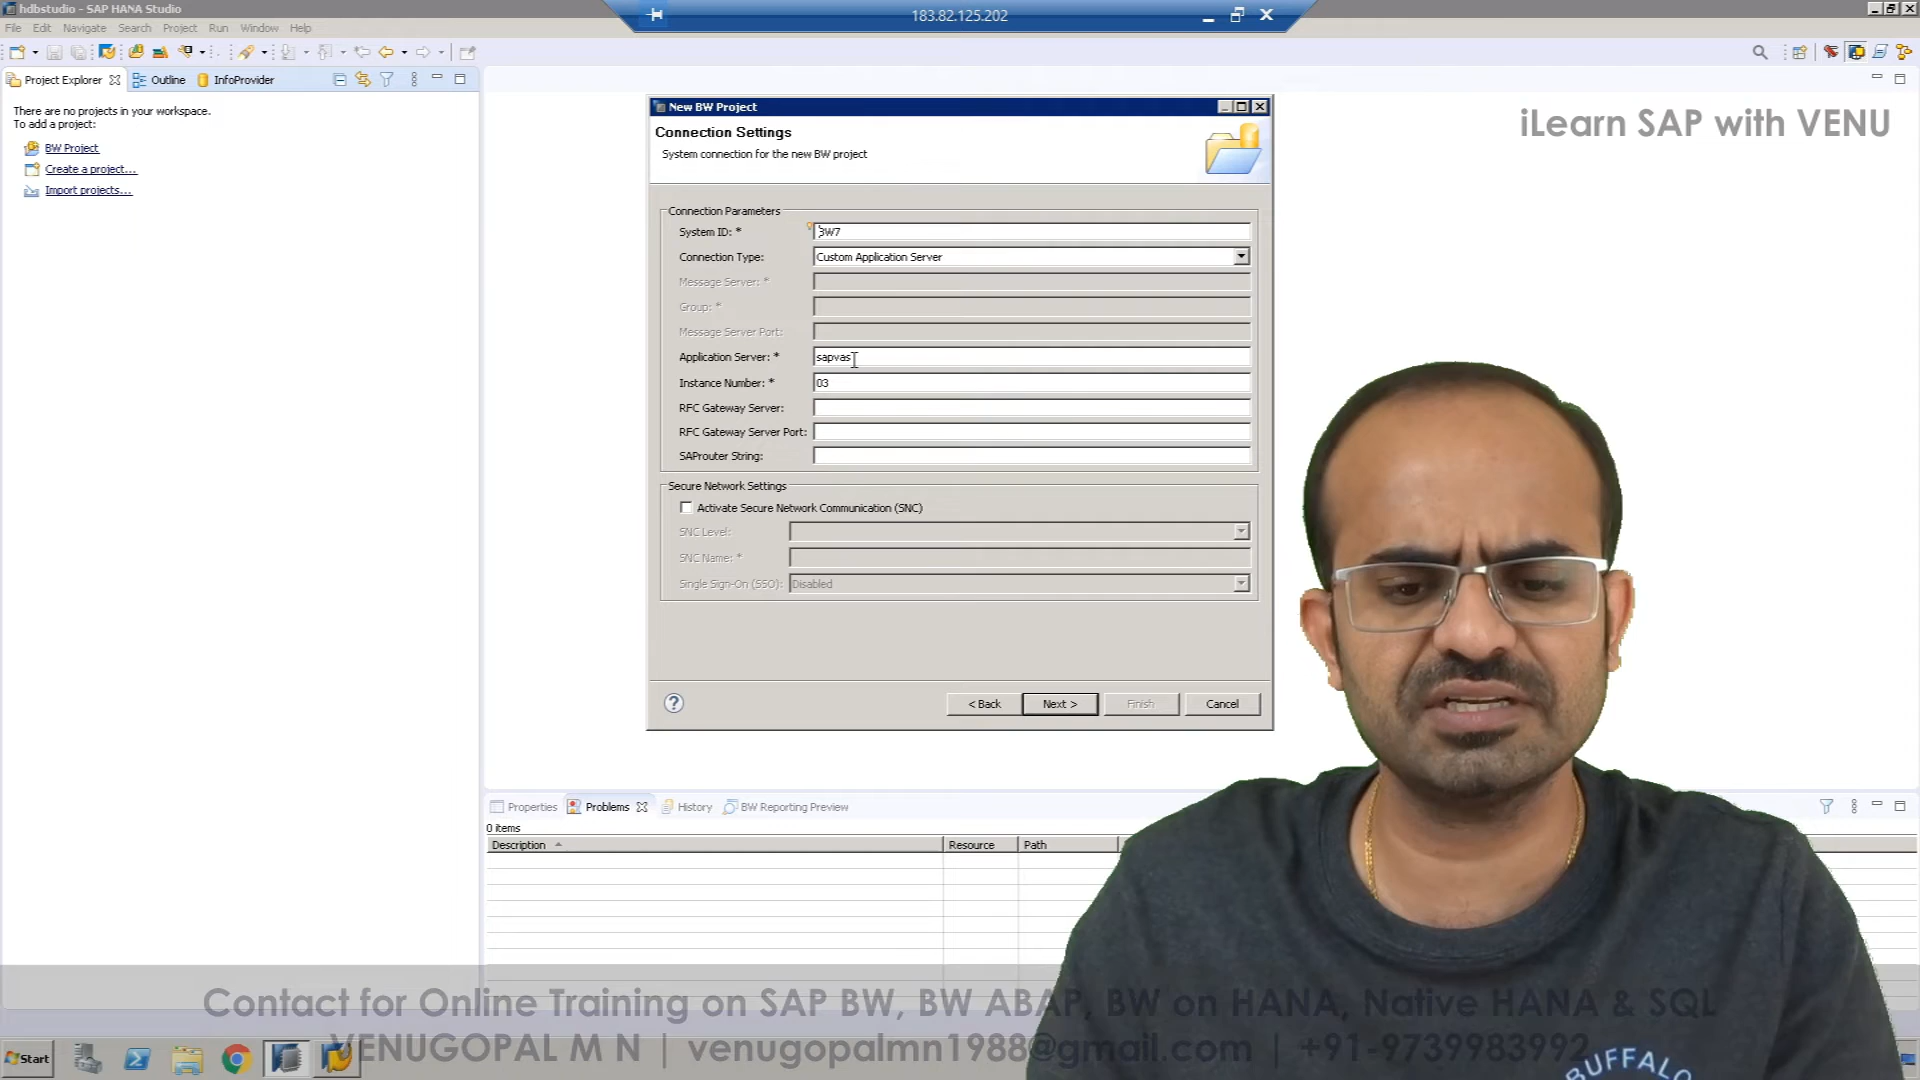 hdbstudio - SAP HANA Studio
183.82.125.202
File Edit Navigate Search Project Run Window Help
Project Explorer Outline InfoProvider
There are no projects in your workspace.
To add a project:
BW Project
Create a project...
Import projects...
New BW Project
Connection Settings
System connection for the new BW project
iLearn SAP with VENU
Connection Parameters
System ID: * BW7
Connection Type: Custom Application Server
Message Server: *
Group: *
Message Server Port:
Application Server: * sapvas
Instance Number: * 03
RFC Gateway Server:
RFC Gateway Server Port:
SAProuter String:
Secure Network Settings
Activate Secure Network Communication (SNC)
SNC Level:
SNC Name: *
Single Sign-On (SSO): Disabled
< Back Next > Finish Cancel
Properties Problems History BW Reporting Preview
0 items
Description Resource Path
Contact for Online Training on SAP BW, BW ABAP, BW on HANA, Native HANA & SQL
VENUGOPAL M N | venugopalmn1988@gmail.com | +91-9739983992
Start
BUFFALO